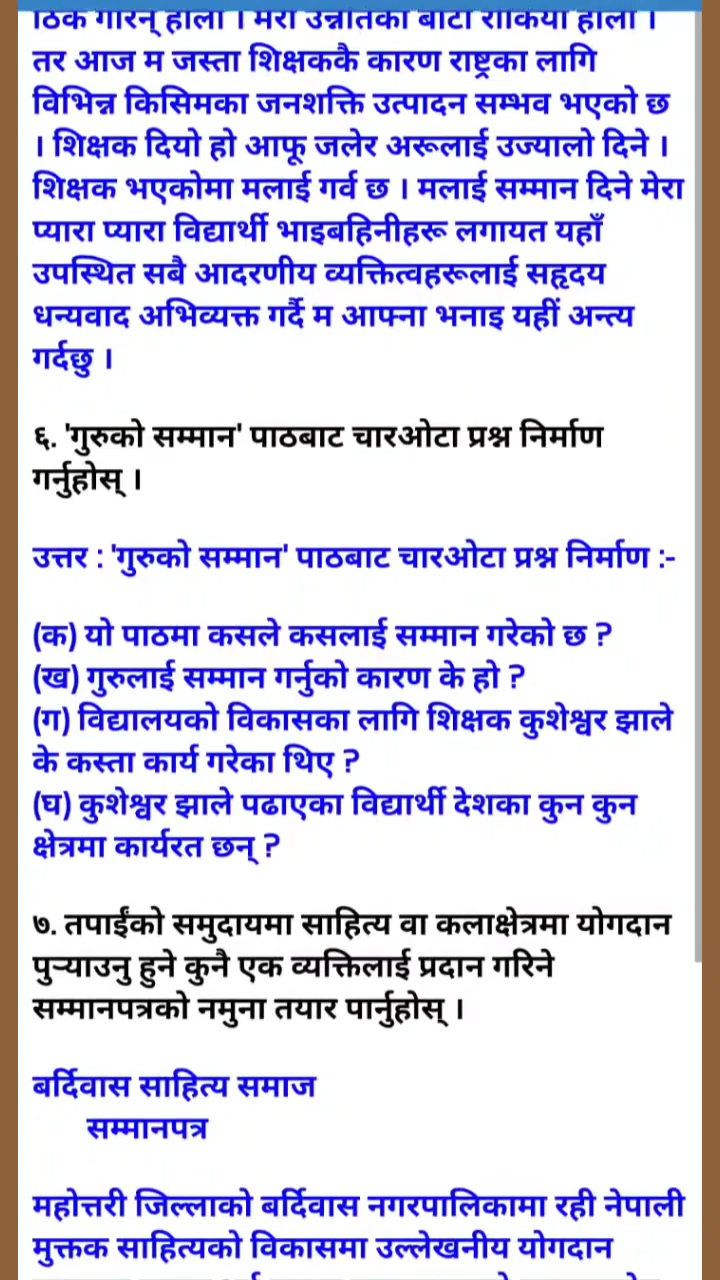 ठिक गरिनन् होला । मेरो उन्नतिको बाटो रोकियो होला ।
तर आज म जस्ता शिक्षककै कारण राष्ट्रका लागि
विभिन्न किसिमका जनशक्ति उत्पादन सम्भव भएको छ
। शिक्षक दियो हो आफू जलेर अरूलाई उज्यालो दिने ।
शिक्षक भएकोमा मलाई गर्व छ । मलाई सम्मान दिने मेरा
प्यारा प्यारा विद्यार्थी भाइबहिनीहरू लगायत यहाँ
उपस्थित सबै आदरणीय व्यक्तित्वहरूलाई सहृदय
धन्यवाद अभिव्यक्त गर्दै म आफ्ना भनाइ यहीं अन्त्य
गर्दछु ।
६. 'गुरुको सम्मान' पाठबाट चारओटा प्रश्न निर्माण
गर्नुहोस् ।
उत्तर : 'गुरुको सम्मान' पाठबाट चारओटा प्रश्न निर्माण :-
(क) यो पाठमा कसले कसलाई सम्मान गरेको छ ?
(ख) गुरुलाई सम्मान गर्नुको कारण के हो ?
(ग) विद्यालयको विकासका लागि शिक्षक कुशेश्वर झाले
के कस्ता कार्य गरेका थिए ?
(घ) कुशेश्वर झाले पढाएका विद्यार्थी देशका कुन कुन
क्षेत्रमा कार्यरत छन् ?
७. तपाईंको समुदायमा साहित्य वा कलाक्षेत्रमा योगदान
पुऱ्याउनु हुने कुनै एक व्यक्तिलाई प्रदान गरिने
सम्मानपत्रको नमुना तयार पार्नुहोस् ।
बर्दिवास साहित्य समाज
सम्मानपत्र
महोत्तरी जिल्लाको बर्दिवास नगरपालिकामा रही नेपाली
मुक्तक साहित्यको विकासमा उल्लेखनीय योगदान